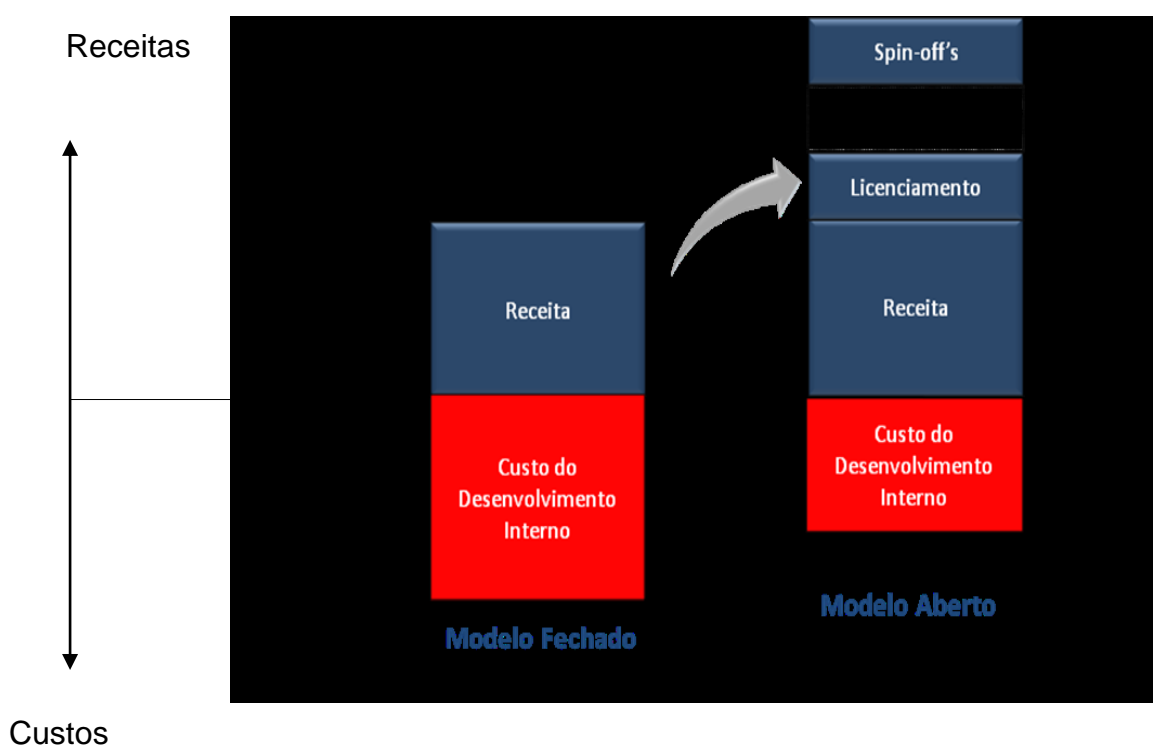 Receitas
Spin-off's
Licenciamento
Receita
Receita
Custo do
Desenvolvimento
Interno
Custo do
Desenvolvimento
Interno
Modelo Aberto
Modelo Fechado
Custos